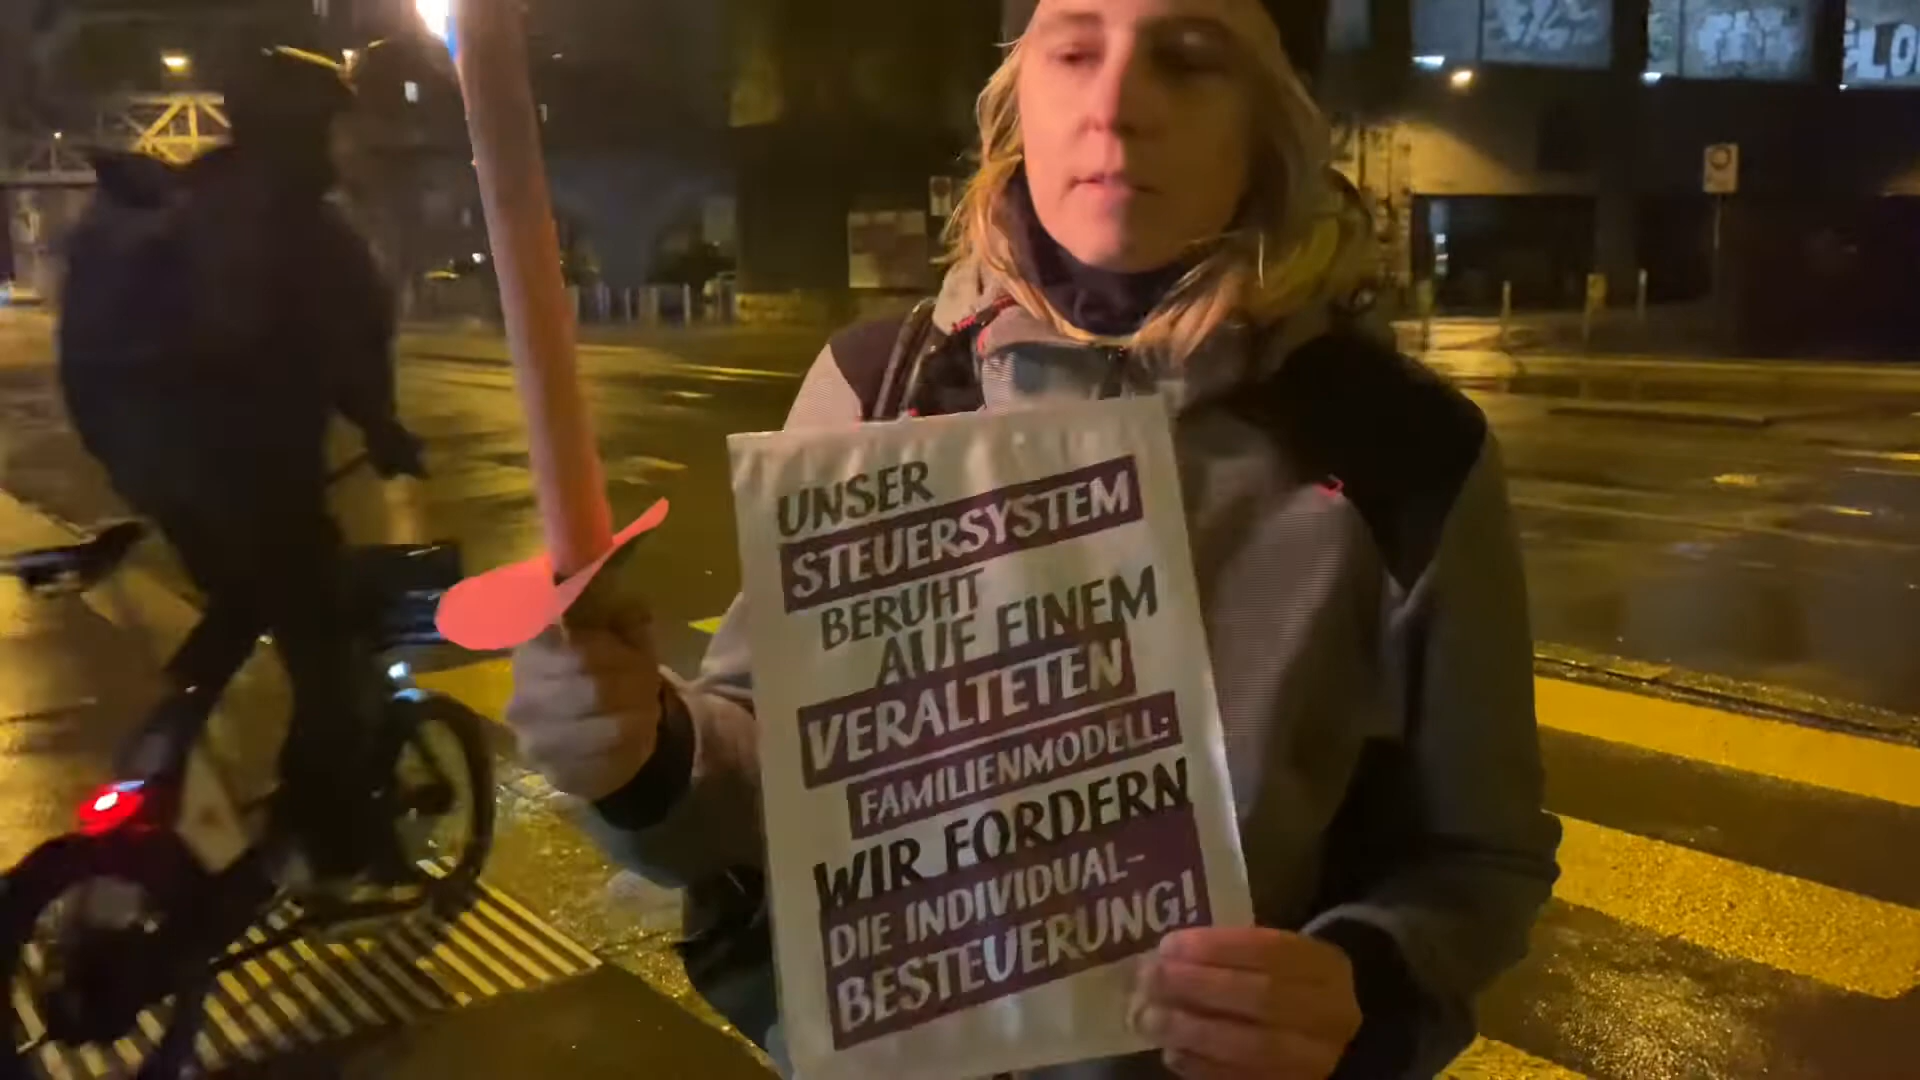 UNSER
STEUERSYSTEM
BERUHT
AUF EINEM
VERALTETEN
FAMILIENMODELL:
WIR FORDERN
DIE INDIVIDUAL-
BESTEUERUNG!